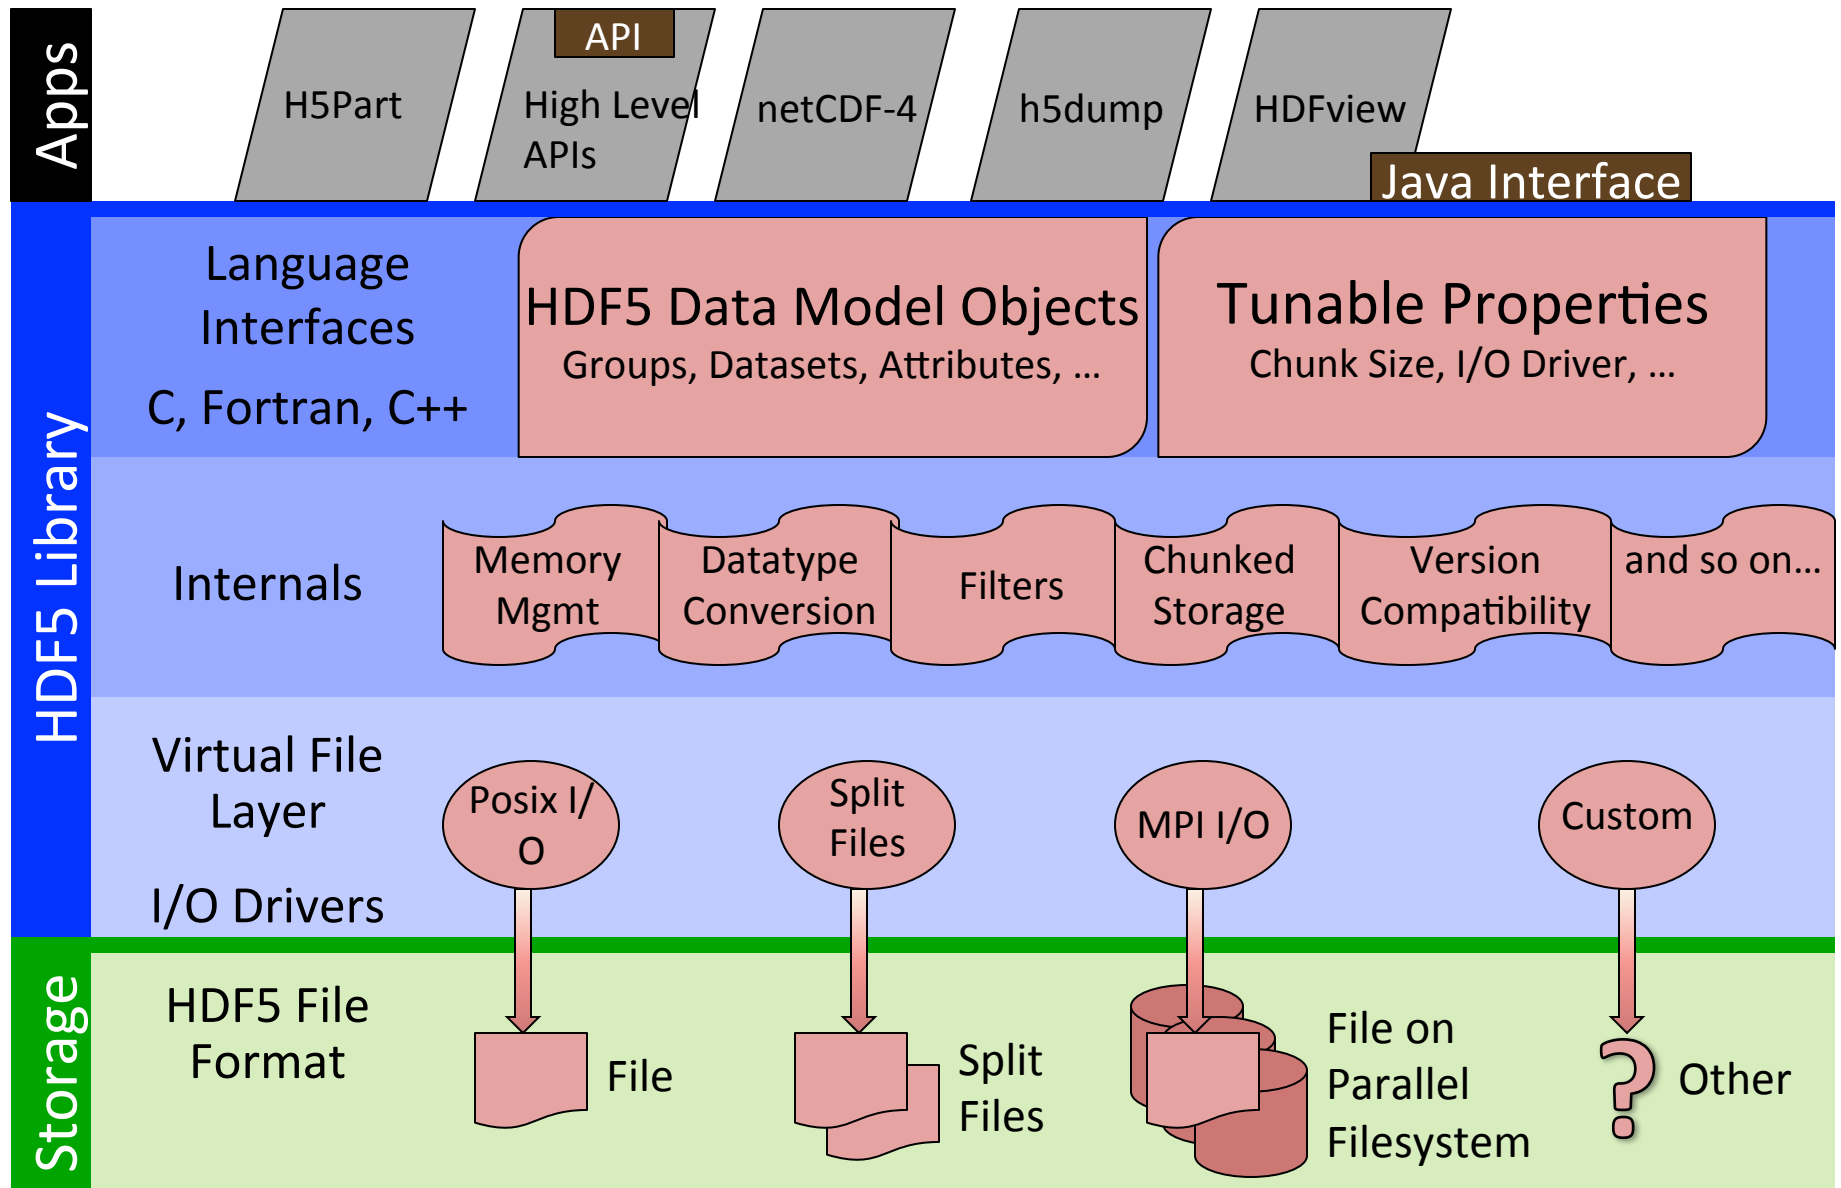 Apps
API
H5Part
High Level
APIs
netCDF-4
h5dump
HDFview
Java Interface
HDF5 Library
Language
Interfaces
C, Fortran, C++
HDF5 Data Model Objects
Groups, Datasets, Attributes, ...
Tunable Properties
Chunk Size, I/O Driver, ...
Internals
Memory
Mgmt
Datatype
Conversion
Filters
Chunked
Storage
Version
Compatibility
and so on...
Virtual File
Layer
I/O Drivers
Posix I/
O
Split
Files
MPI I/O
Custom
Storage
HDF5 File
Format
File
Split
Files
File on
Parallel
Filesystem
?
Other